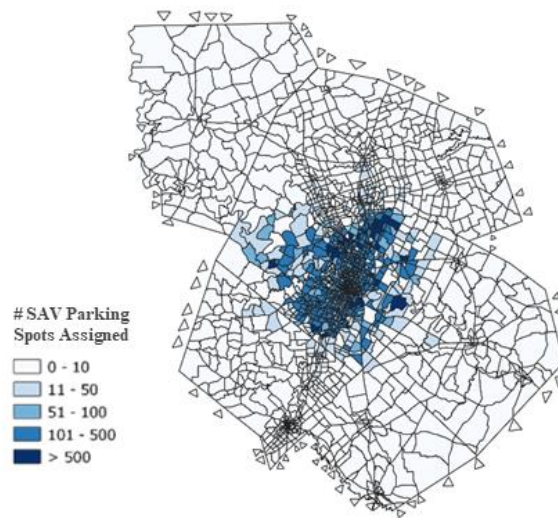 # SAV Parking
Spots Assigned
0 - 10
11 - 50
51 - 100
101 - 500
> 500